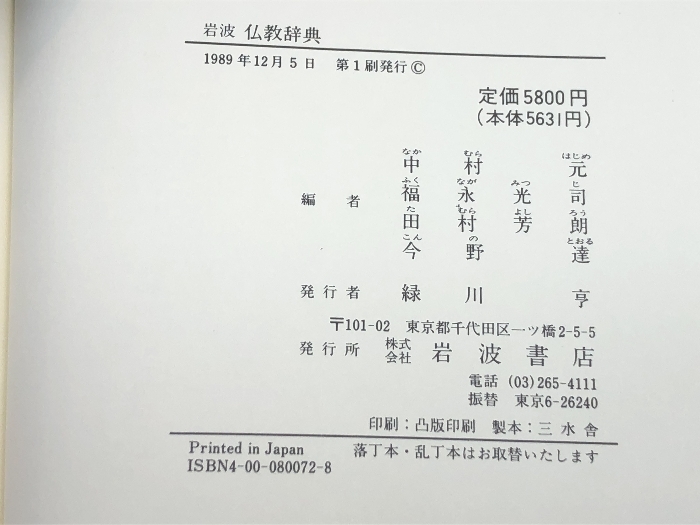 岩波 仏教辞典
1989年12月5日 第1刷発行©
定価5800円
(本体5631円)
なか むら はじめ
中村元
ふく なが みつ じ
福永光司
編者
た むら よし ろう
田村芳朗
こん の とおる
今野達
発行者 緑川亨
〒101-02 東京都千代田区一ツ橋2-5-5
発行所 株式会社 岩波書店
電話 (03)265-4111
振替 東京6-26240
印刷:凸版印刷 製本:三水舎
Printed in Japan 落丁本・乱丁本はお取替いたします
ISBN4-00-080072-8